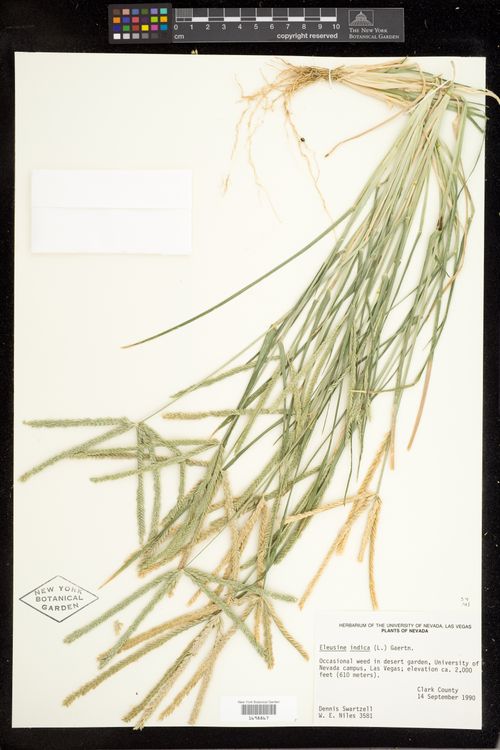 0 1 2 3 4 5 6 7 8 9 10
cm
copyright reserved
THE NEW YORK
BOTANICAL GARDEN
NEW YORK
BOTANICAL
GARDEN
HERBARIUM OF THE UNIVERSITY OF NEVADA, LAS VEGAS
PLANTS OF NEVADA
Eleusine indica (L.) Gaertn.
Occasional weed in desert garden, University of
Nevada campus, Las Vegas; elevation ca. 2,000
feet (610 meters).
Clark County
14 September 1990
Dennis Swartzell
W. E. Niles 3581
New York Botanical Garden